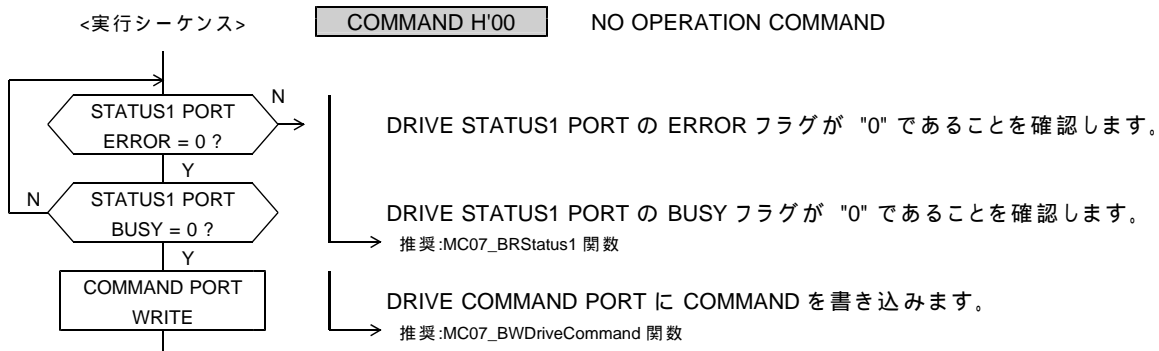 <実行シーケンス>
COMMAND H'00
NO OPERATION COMMAND
STATUS1 PORT
ERROR = 0 ?
N
DRIVE STATUS1 PORT の ERROR フラグが "0" であることを確認します。
Y
N
STATUS1 PORT
BUSY = 0 ?
DRIVE STATUS1 PORT の BUSY フラグが "0" であることを確認します。
推奨:MC07_BRStatus1 関数
Y
COMMAND PORT
WRITE
DRIVE COMMAND PORT に COMMAND を書き込みます。
推奨:MC07_BWDriveCommand 関数